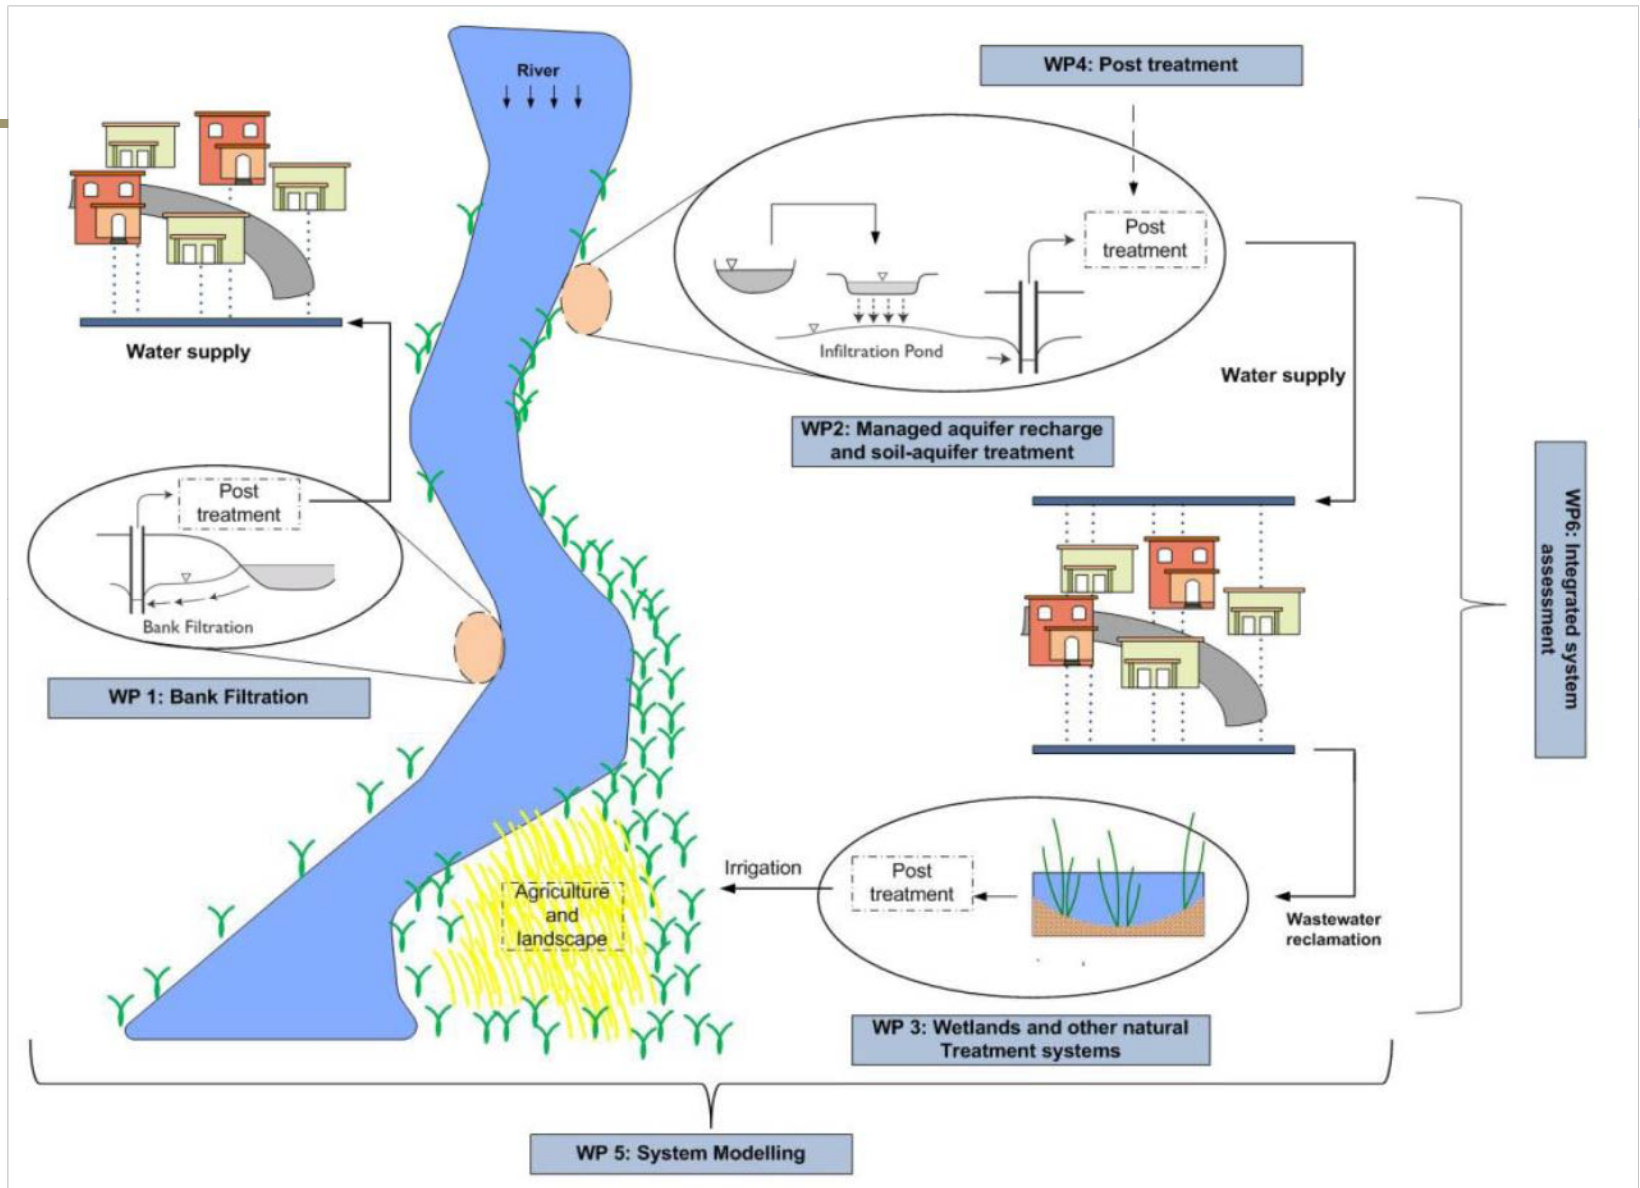 River
WP4: Post treatment
Post
treatment
Infiltration Pond
Water supply
Water supply
WP2: Managed aquifer recharge
and soil-aquifer treatment
Post
treatment
Bank Filtration
WP 1: Bank Filtration
WP6: Integrated system
assessment
Irrigation
Post
treatment
Agriculture
and
landscape
Wastewater
reclamation
WP 3: Wetlands and other natural
Treatment systems
WP 5: System Modelling